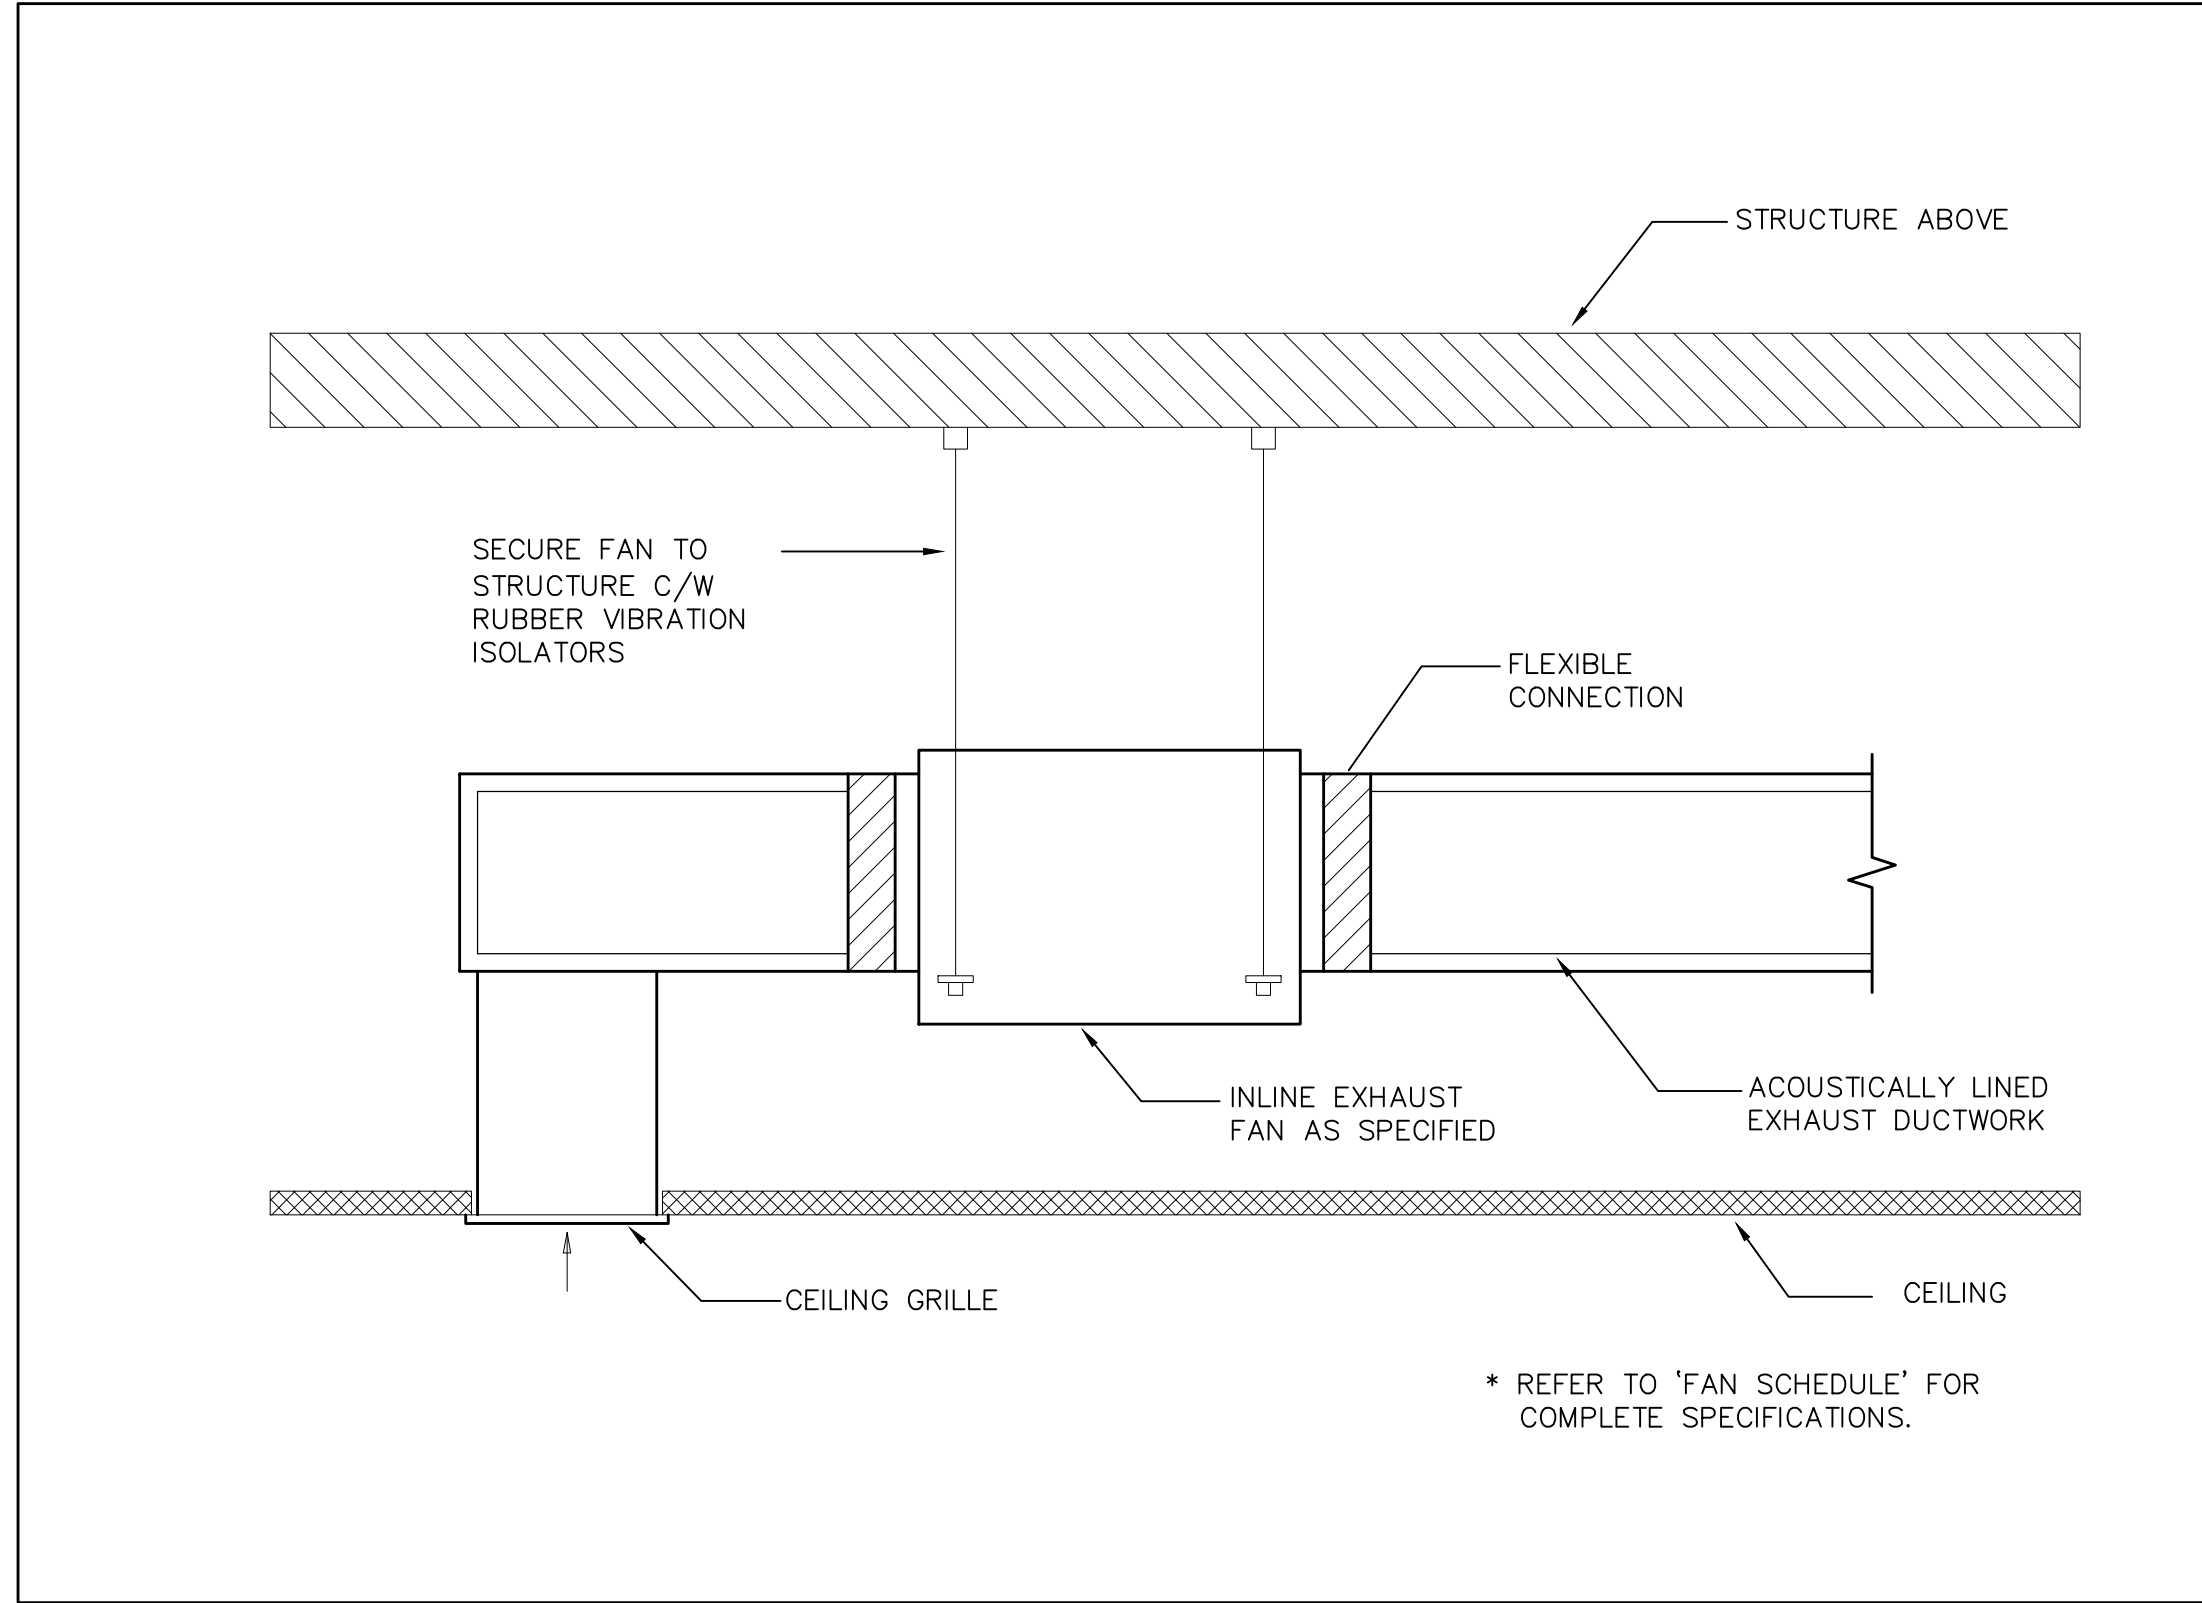 STRUCTURE ABOVE
SECURE FAN TO
STRUCTURE C/W
RUBBER VIBRATION
ISOLATORS
FLEXIBLE
CONNECTION
INLINE EXHAUST
FAN AS SPECIFIED
ACOUSTICALLY LINED
EXHAUST DUCTWORK
CEILING GRILLE
CEILING
* REFER TO 'FAN SCHEDULE' FOR
COMPLETE SPECIFICATIONS.